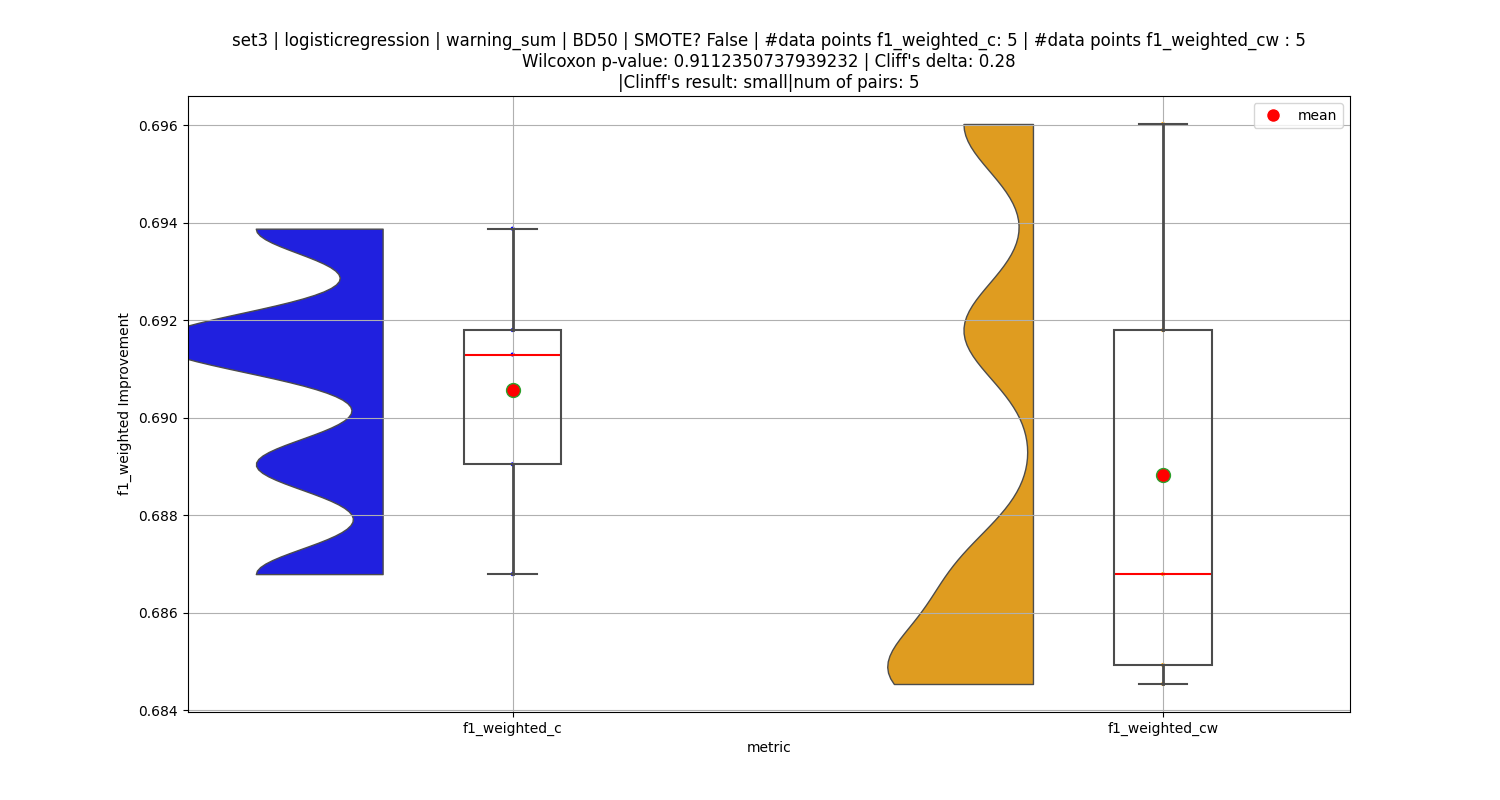 set3 | logisticregression | warning_sum | BD50 | SMOTE? False | #data points f1_weighted_c: 5 | #data points f1_weighted_cw : 5
Wilcoxon p-value: 0.9112350737939232 | Cliff's delta: 0.28
|Clinff's result: small|num of pairs: 5
mean
0.696
0.694
0.692
0.690
0.688
0.686
0.684
f1_weighted Improvement
f1_weighted_c
f1_weighted_cw
metric